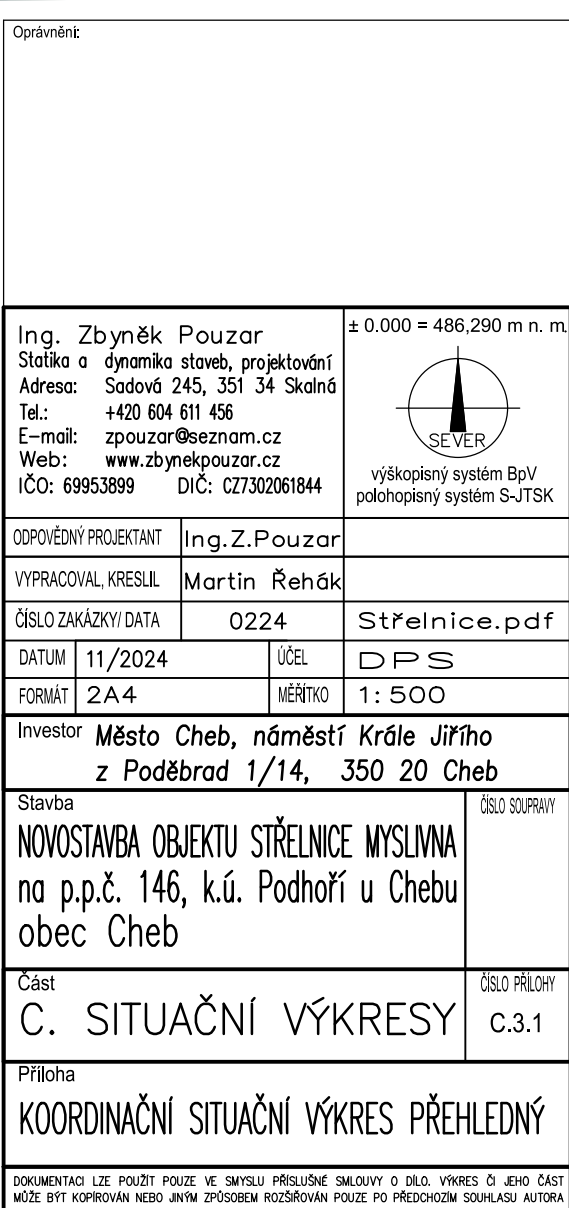 Oprávnění:
Ing. Zbyněk Pouzar
Statika a dynamika staveb, projektování
Adresa: Sadová 245, 351 34 Skalná
Tel.: +420 604 611 456
E-mail: zpouzar@seznam.cz
Web: www.zbynekpouzar.cz
IČO: 69953899 DIČ: CZ7302061844
± 0.000 = 486,290 m n. m.
SEVER
výškopisný systém BpV
polohopisný systém S-JTSK
ODPOVĚDNÝ PROJEKTANT Ing.Z.Pouzar
VYPRACOVAL, KRESLIL Martin Řehák
ČÍSLO ZAKÁZKY/ DATA 0224 Střelnice.pdf
DATUM 11/2024 ÚČEL DPS
FORMÁT 2A4 MĚŘÍTKO 1:500
Investor Město Cheb, náměstí Krále Jiřího
z Poděbrad 1/14, 350 20 Cheb
Stavba
ČÍSLO SOUPRAVY
NOVOSTAVBA OBJEKTU STŘELNICE MYSLIVNA
na p.p.č. 146, k.ú. Podhoří u Chebu
obec Cheb
Část
ČÍSLO PŘÍLOHY
C. SITUAČNÍ VÝKRESY
C.3.1
Příloha
KOORDINAČNÍ SITUAČNÍ VÝKRES PŘEHLEDNÝ
DOKUMENTACI LZE POUŽÍT POUZE VE SMYSLU PŘÍSLUŠNÉ SMLOUVY O DÍLO. VÝKRES ČI JEHO ČÁST
MŮŽE BÝT KOPÍROVÁN NEBO JINÝM ZPŮSOBEM ROZŠIŘOVÁN POUZE PO PŘEDCHOZÍM SOUHLASU AUTORA